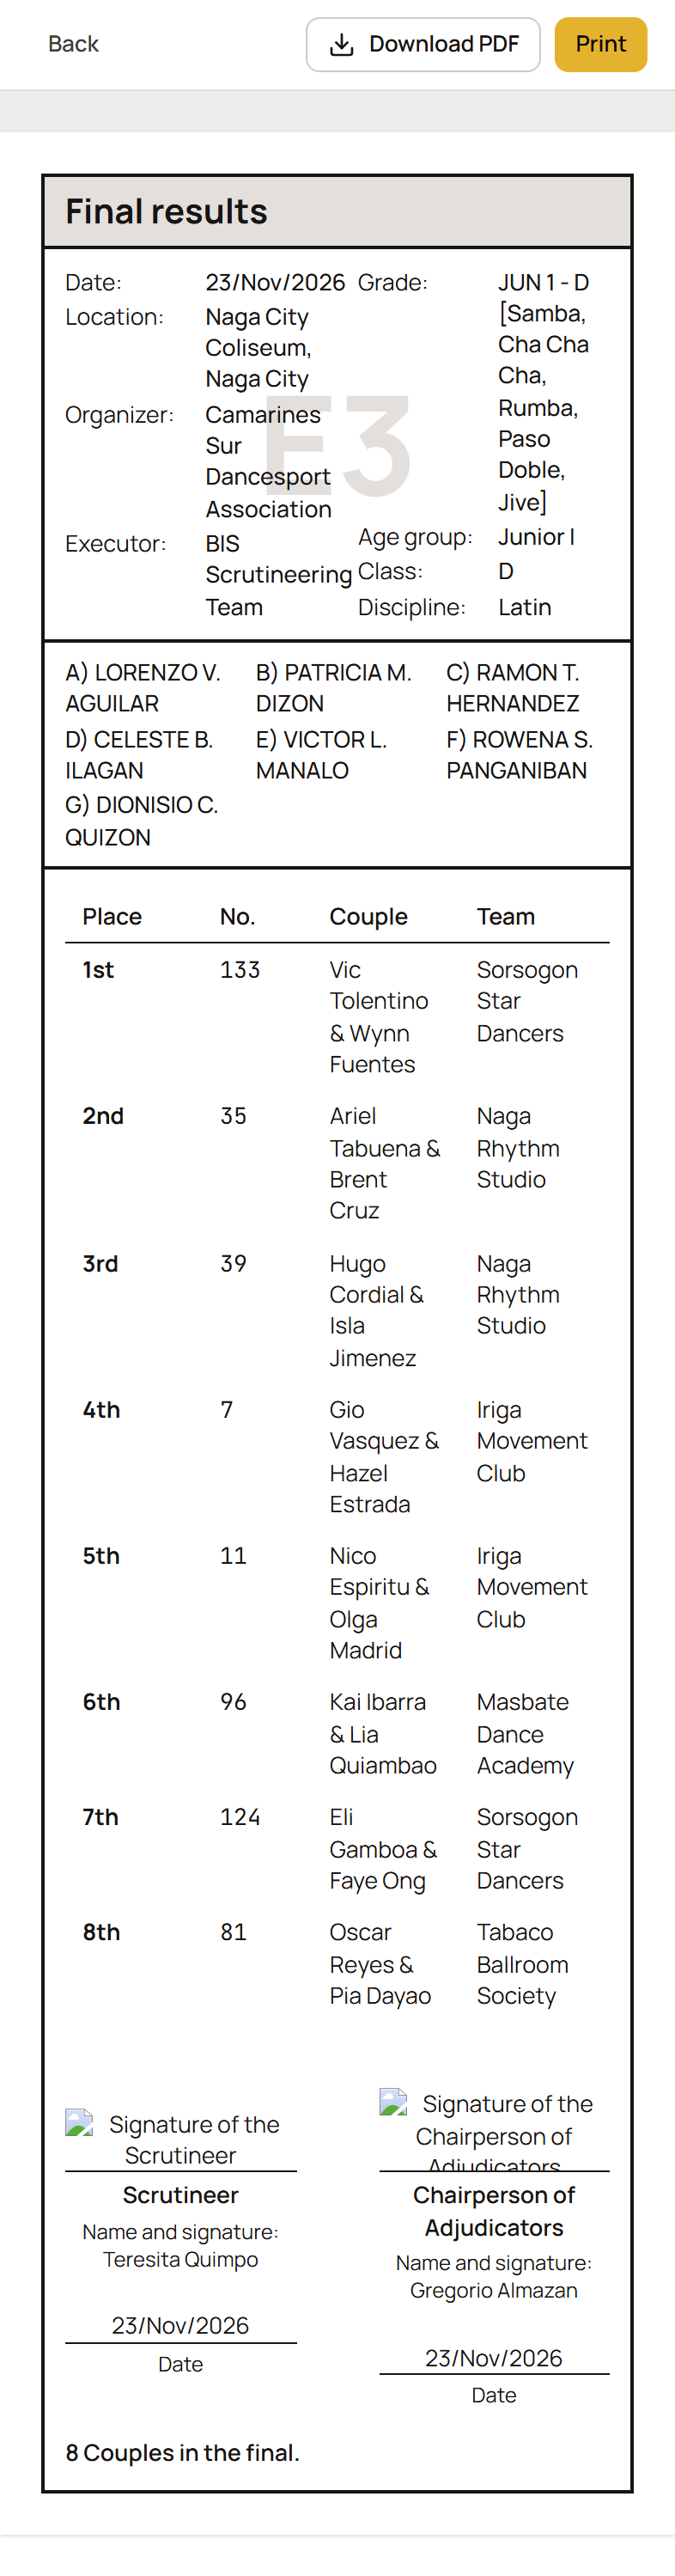 Back
Download PDF
Print
Final results
Date:
23/Nov/2026
Location:
Naga City
Coliseum,
Naga City
Organizer:
Camarines
Sur
Dancesport
Association
Executor:
BIS
Scrutineering
Team
Grade:
JUN 1 - D
[Samba,
Cha Cha
Cha,
Rumba,
Paso
Doble,
Jive]
Age group:
Junior I
Class:
D
Discipline:
Latin
E3
A) LORENZO V.
AGUILAR
B) PATRICIA M.
DIZON
C) RAMON T.
HERNANDEZ
D) CELESTE B.
ILAGAN
E) VICTOR L.
MANALO
F) ROWENA S.
PANGANIBAN
G) DIONISIO C.
QUIZON
Place No. Couple Team
1st 133 Vic Sorsogon
Tolentino Star
& Wynn Dancers
Fuentes
2nd 35 Ariel Naga
Tabuena & Rhythm
Brent Studio
Cruz
3rd 39 Hugo Naga
Cordial & Rhythm
Isla Studio
Jimenez
4th 7 Gio Iriga
Vasquez & Movement
Hazel Club
Estrada
5th 11 Nico Iriga
Espiritu & Movement
Olga Club
Madrid
6th 96 Kai Ibarra Masbate
& Lia Dance
Quiambao Academy
7th 124 Eli Sorsogon
Gamboa & Star
Faye Ong Dancers
8th 81 Oscar Tabaco
Reyes & Ballroom
Pia Dayao Society
Signature of the
Scrutineer
Scrutineer
Name and signature:
Teresita Quimpo
23/Nov/2026
Date
Signature of the
Chairperson of
Adjudicators
Chairperson of
Adjudicators
Name and signature:
Gregorio Almazan
23/Nov/2026
Date
8 Couples in the final.